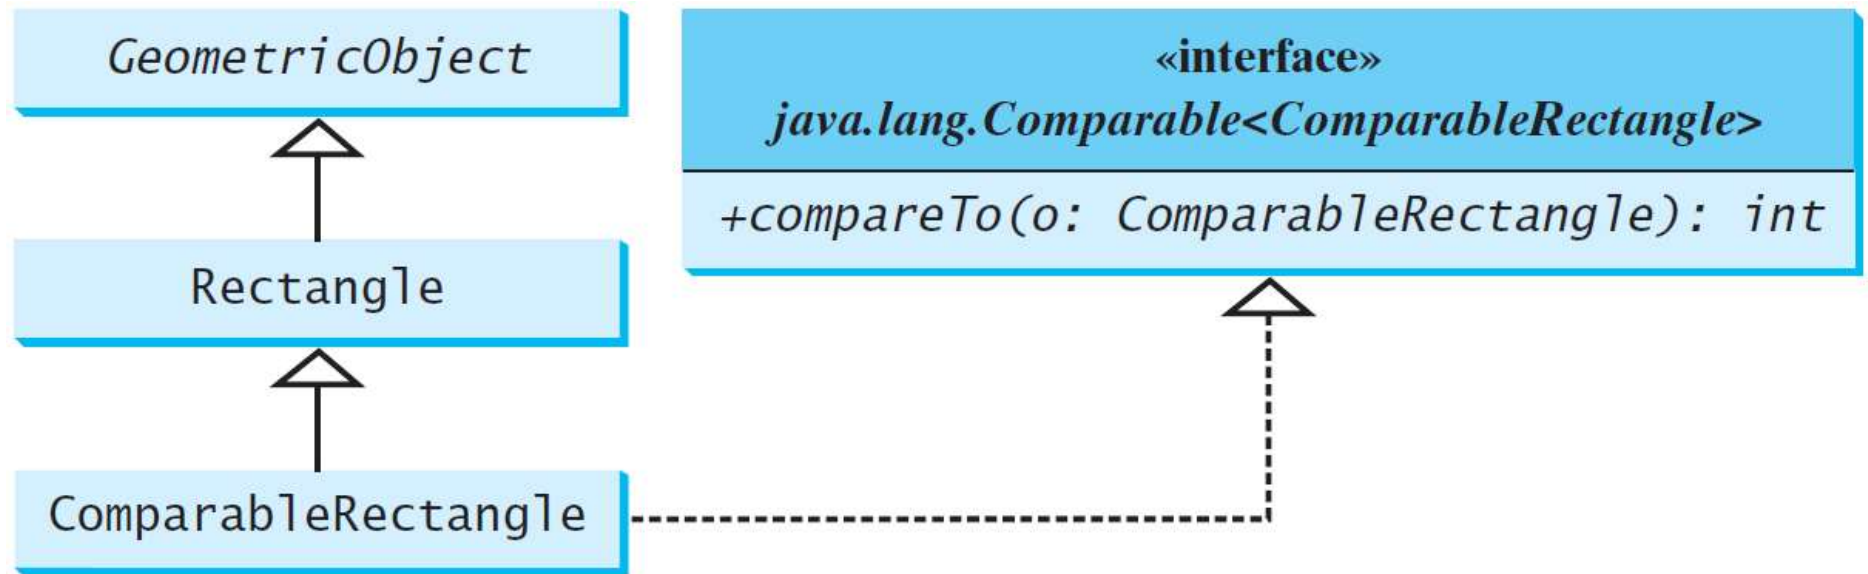 GeometricObject
Rectangle
ComparableRectangle
«interface»
java.lang.Comparable<ComparableRectangle>
+compareTo(o: ComparableRectangle): int